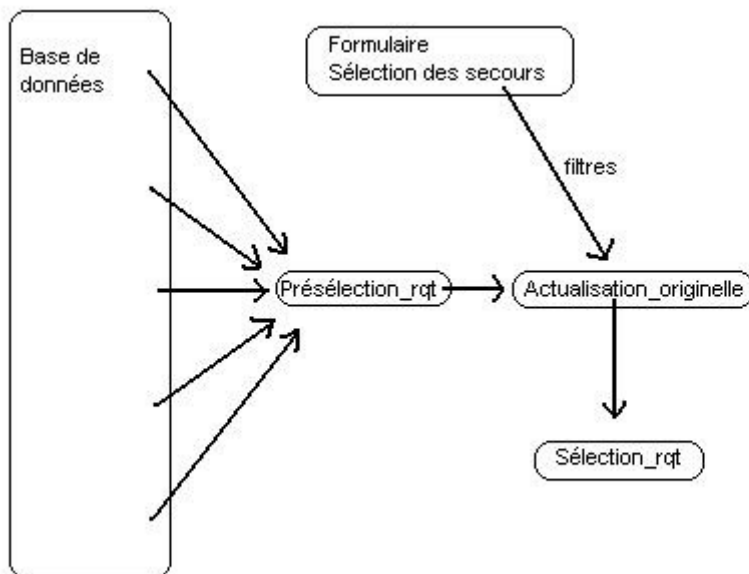 Base de
données
Formulaire
Sélection des secours
filtres
Présélection_rqt
Actualisation_originelle
Sélection_rqt